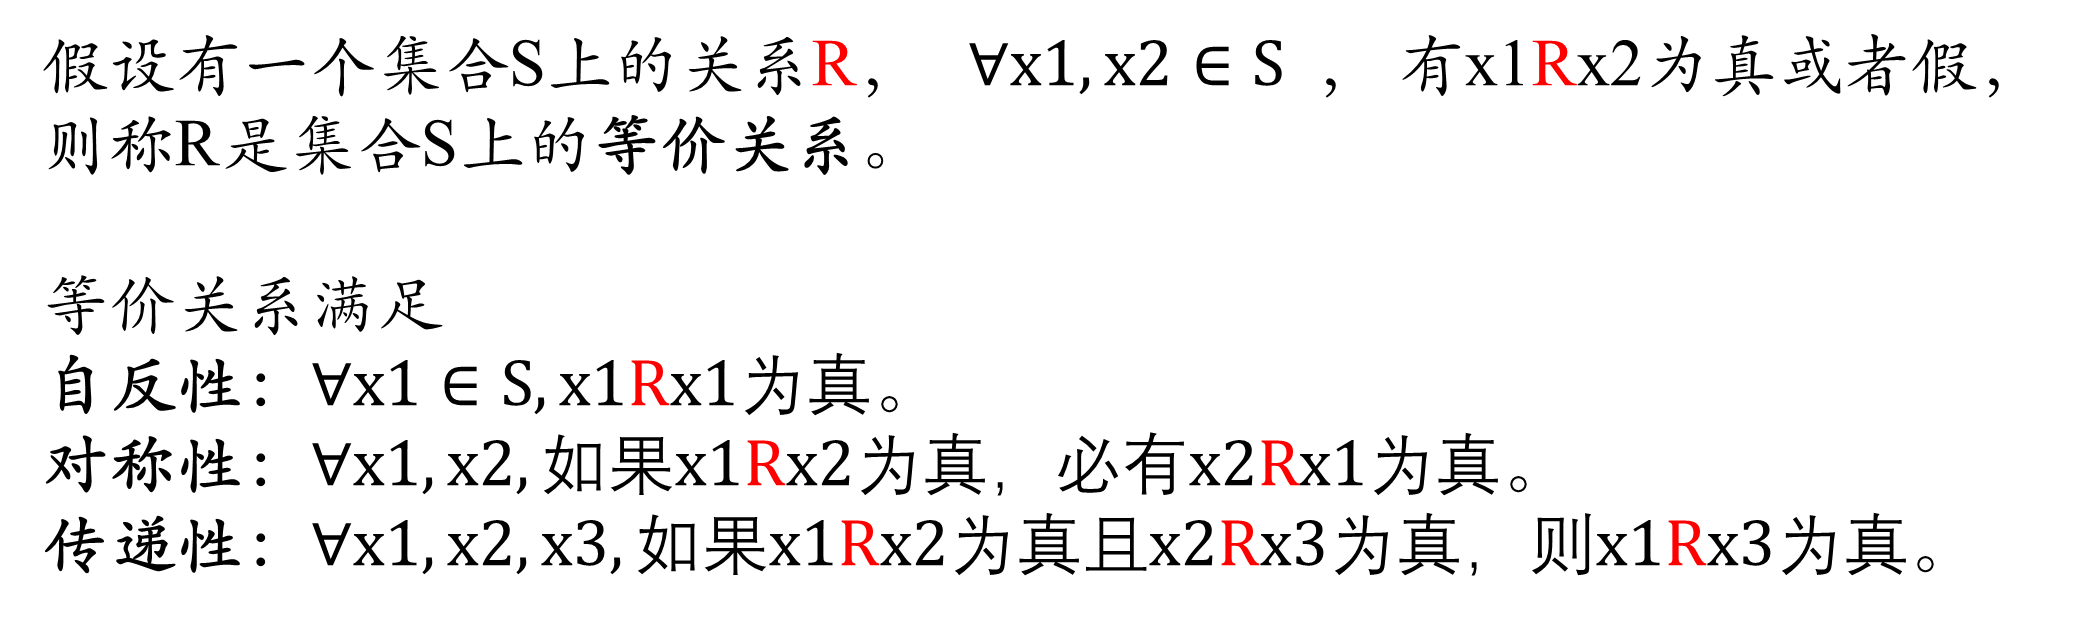 假设有一个集合S上的关系R， ∀x1, x2 ∈ S ， 有x1Rx2为真或者假，
则称R是集合S上的等价关系。
等价关系满足
自反性：∀x1 ∈ S, x1Rx1为真。
对称性：∀x1, x2, 如果x1Rx2为真，必有x2Rx1为真。
传递性：∀x1, x2, x3, 如果x1Rx2为真且x2Rx3为真，则x1Rx3为真。